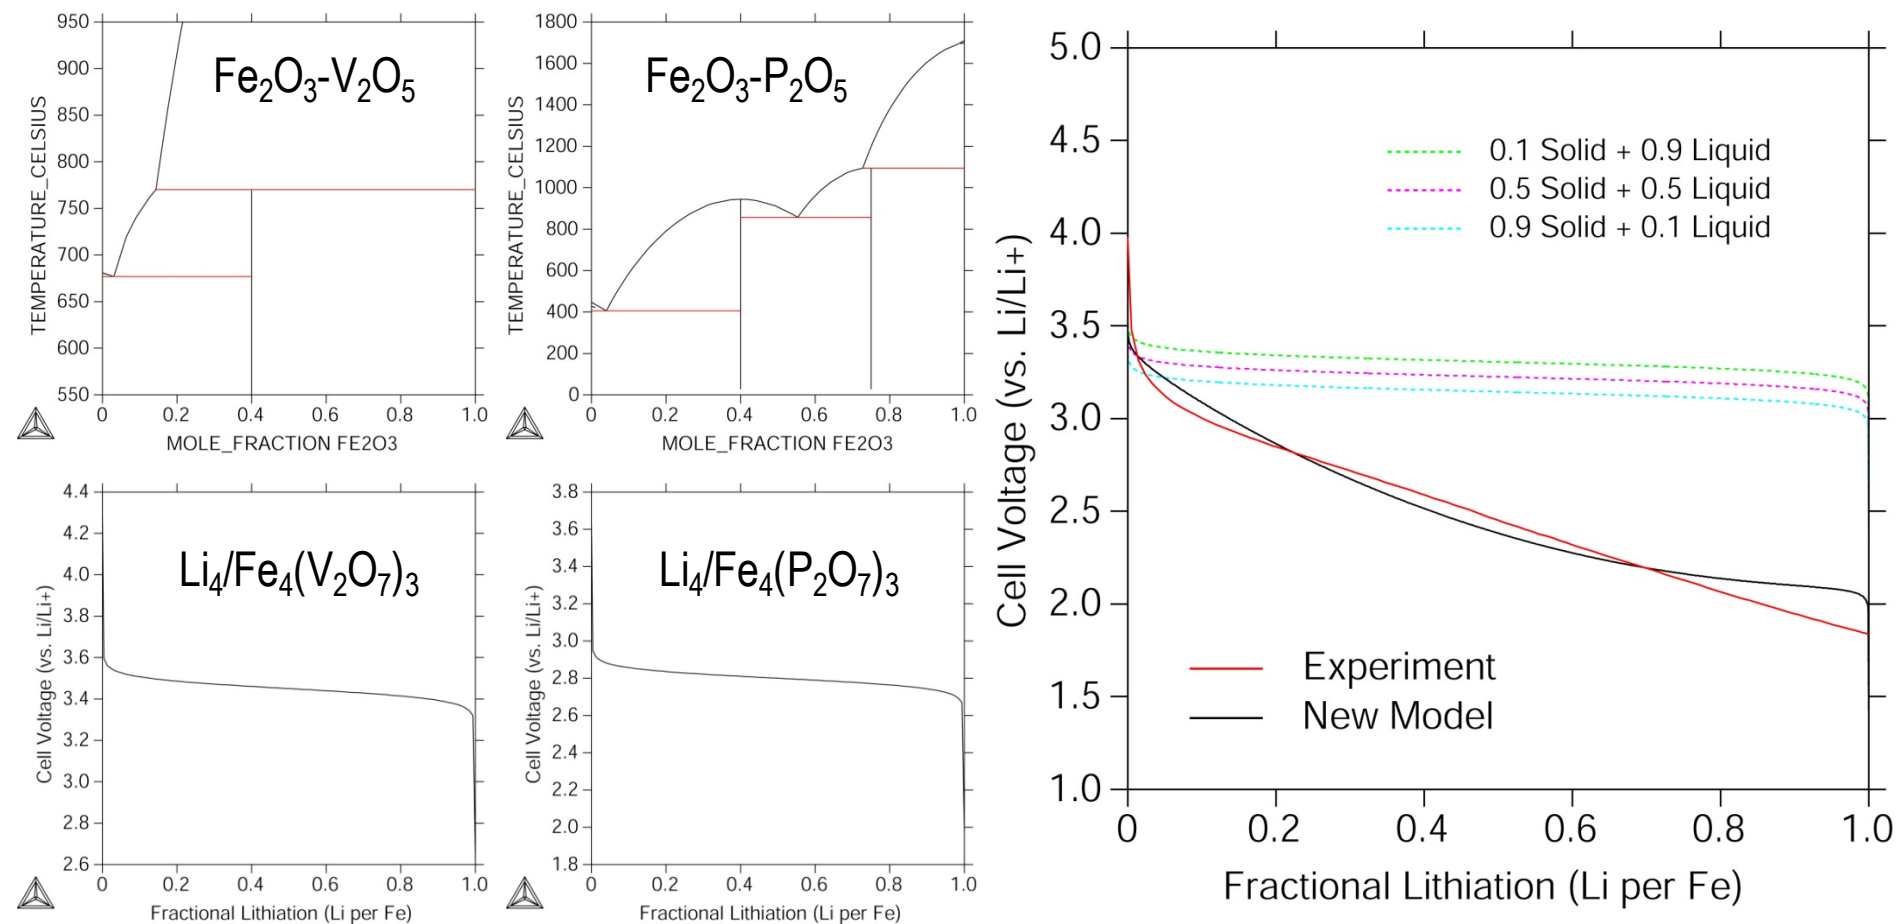 Fe2O3-V2O5
950
900
850
800
750
700
650
600
550
TEMPERATURE_CELSIUS
0 0.2 0.4 0.6 0.8 1.0
MOLE_FRACTION FE2O3
Fe2O3-P2O5
1800
1600
1400
1200
1000
800
600
400
200
0
TEMPERATURE_CELSIUS
0 0.2 0.4 0.6 0.8 1.0
MOLE_FRACTION FE2O3
Li4/Fe4(V2O7)3
4.4
4.2
4.0
3.8
3.6
3.4
3.2
3.0
2.8
2.6
Cell Voltage (vs. Li/Li+)
0 0.2 0.4 0.6 0.8 1.0
Fractional Lithiation (Li per Fe)
Li4/Fe4(P2O7)3
3.8
3.6
3.4
3.2
3.0
2.8
2.6
2.4
2.2
2.0
1.8
Cell Voltage (vs. Li/Li+)
0 0.2 0.4 0.6 0.8 1.0
Fractional Lithiation (Li per Fe)
5.0
4.5
4.0
3.5
3.0
2.5
2.0
1.5
1.0
Cell Voltage (vs. Li/Li+)
0.1 Solid + 0.9 Liquid
0.5 Solid + 0.5 Liquid
0.9 Solid + 0.1 Liquid
Experiment
New Model
0 0.2 0.4 0.6 0.8 1.0
Fractional Lithiation (Li per Fe)